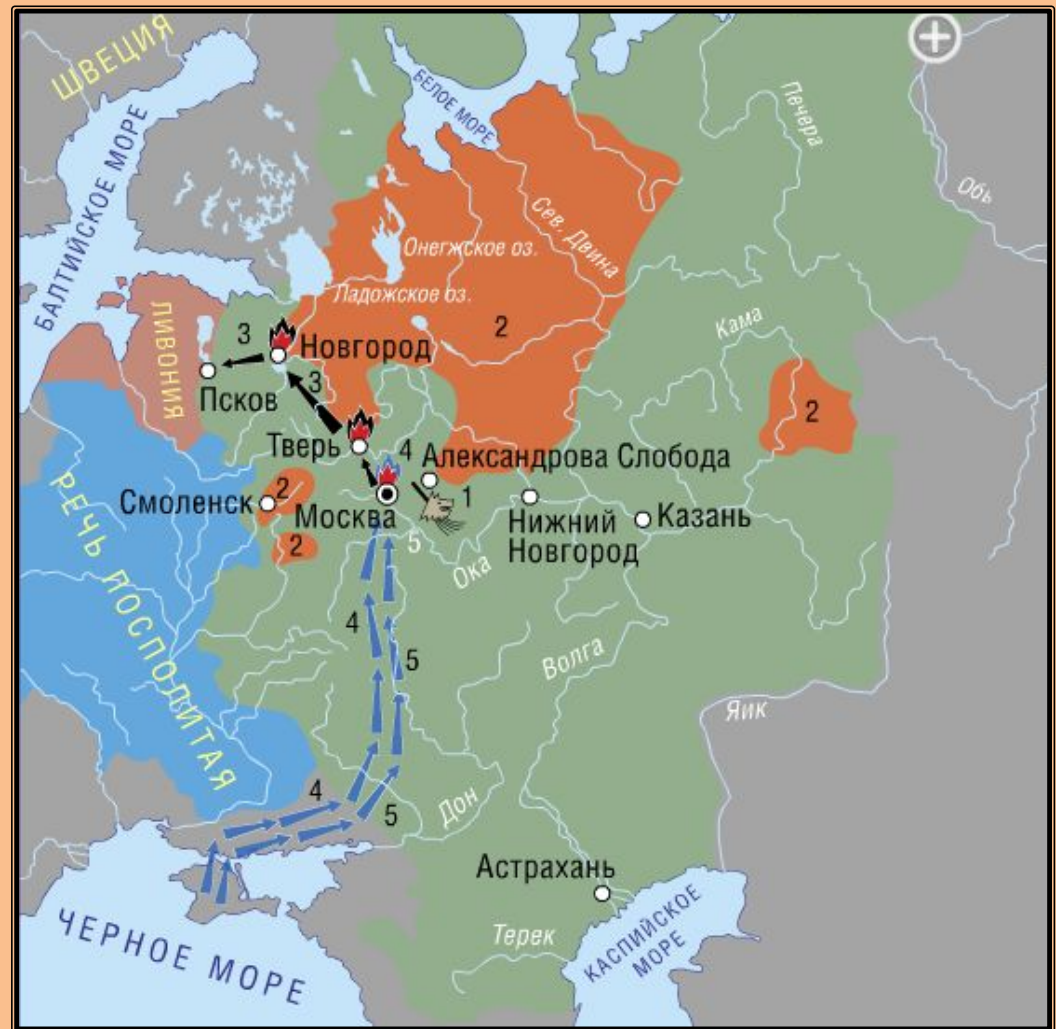 ШВЕЦИЯ
БЕЛОЕ МОРЕ
Печера
Обь
БАЛТИЙСКОЕ МОРЕ
Сев. Двина
Онегжское оз.
Ладожское оз.
ЛИВОНИЯ
3
Новгород
2
Кама
3
Псков
2
Тверь
4
Александрова Слобода
РЕЧЬ ПОСПОЛИТАЯ
Смоленск
2
Москва
1
Нижний
Новгород
Казань
2
5
Ока
4
5
Волга
Яик
4
5
Дон
Астрахань
ЧЕРНОЕ МОРЕ
Терек
КАСПИЙСКОЕ
МОРЕ